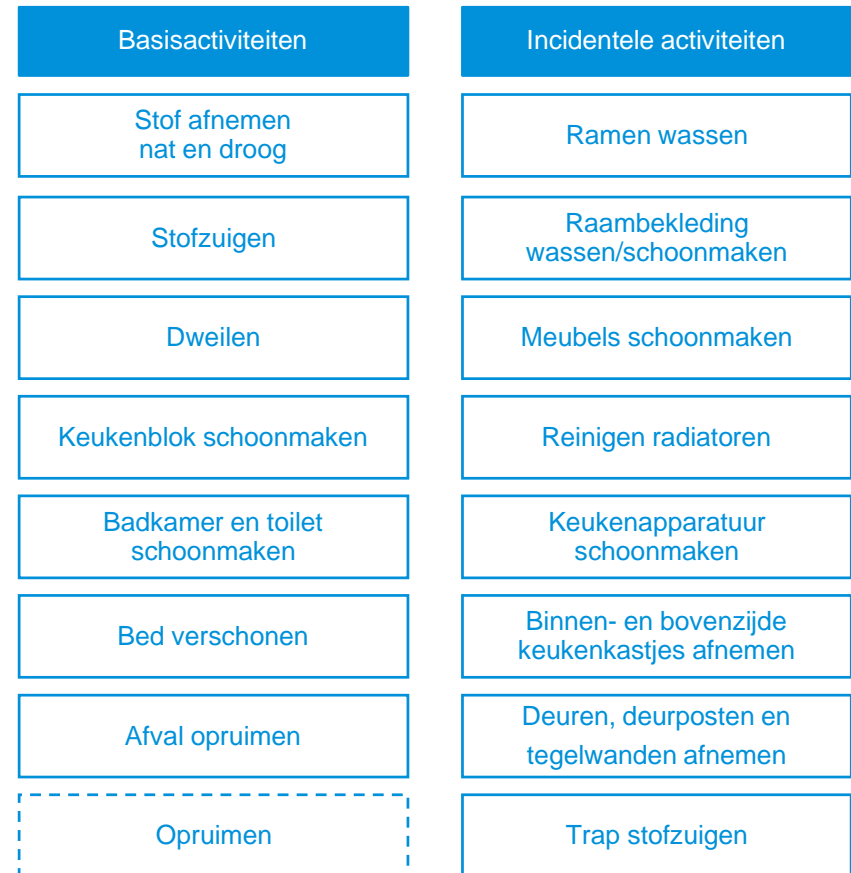 Basisactiviteiten
Incidentele activiteiten
Stof afnemen
nat en droog
Ramen wassen
Stofzuigen
Raambekleding
wassen/schoonmaken
Dweilen
Meubels schoonmaken
Keukenblok schoonmaken
Reinigen radiatoren
Badkamer en toilet
schoonmaken
Keukenapparatuur
schoonmaken
Bed verschonen
Binnen- en bovenzijde
keukenkastjes afnemen
Afval opruimen
Deuren, deurposten en
tegelwanden afnemen
Opruimen
Trap stofzuigen